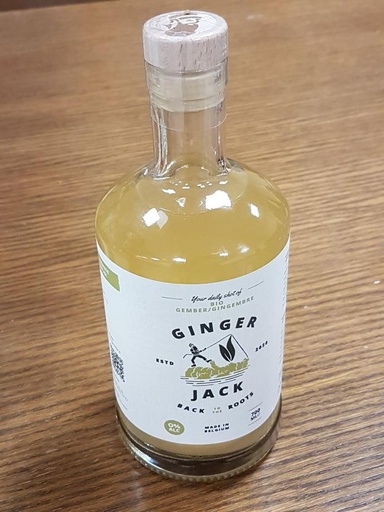 Your daily shot of
BIO
GEMBER/GINGEMBRE
GINGER
ESTD 2020
JACK
BACK TO THE ROOTS
0% ALC
MADE IN BELGIUM
700